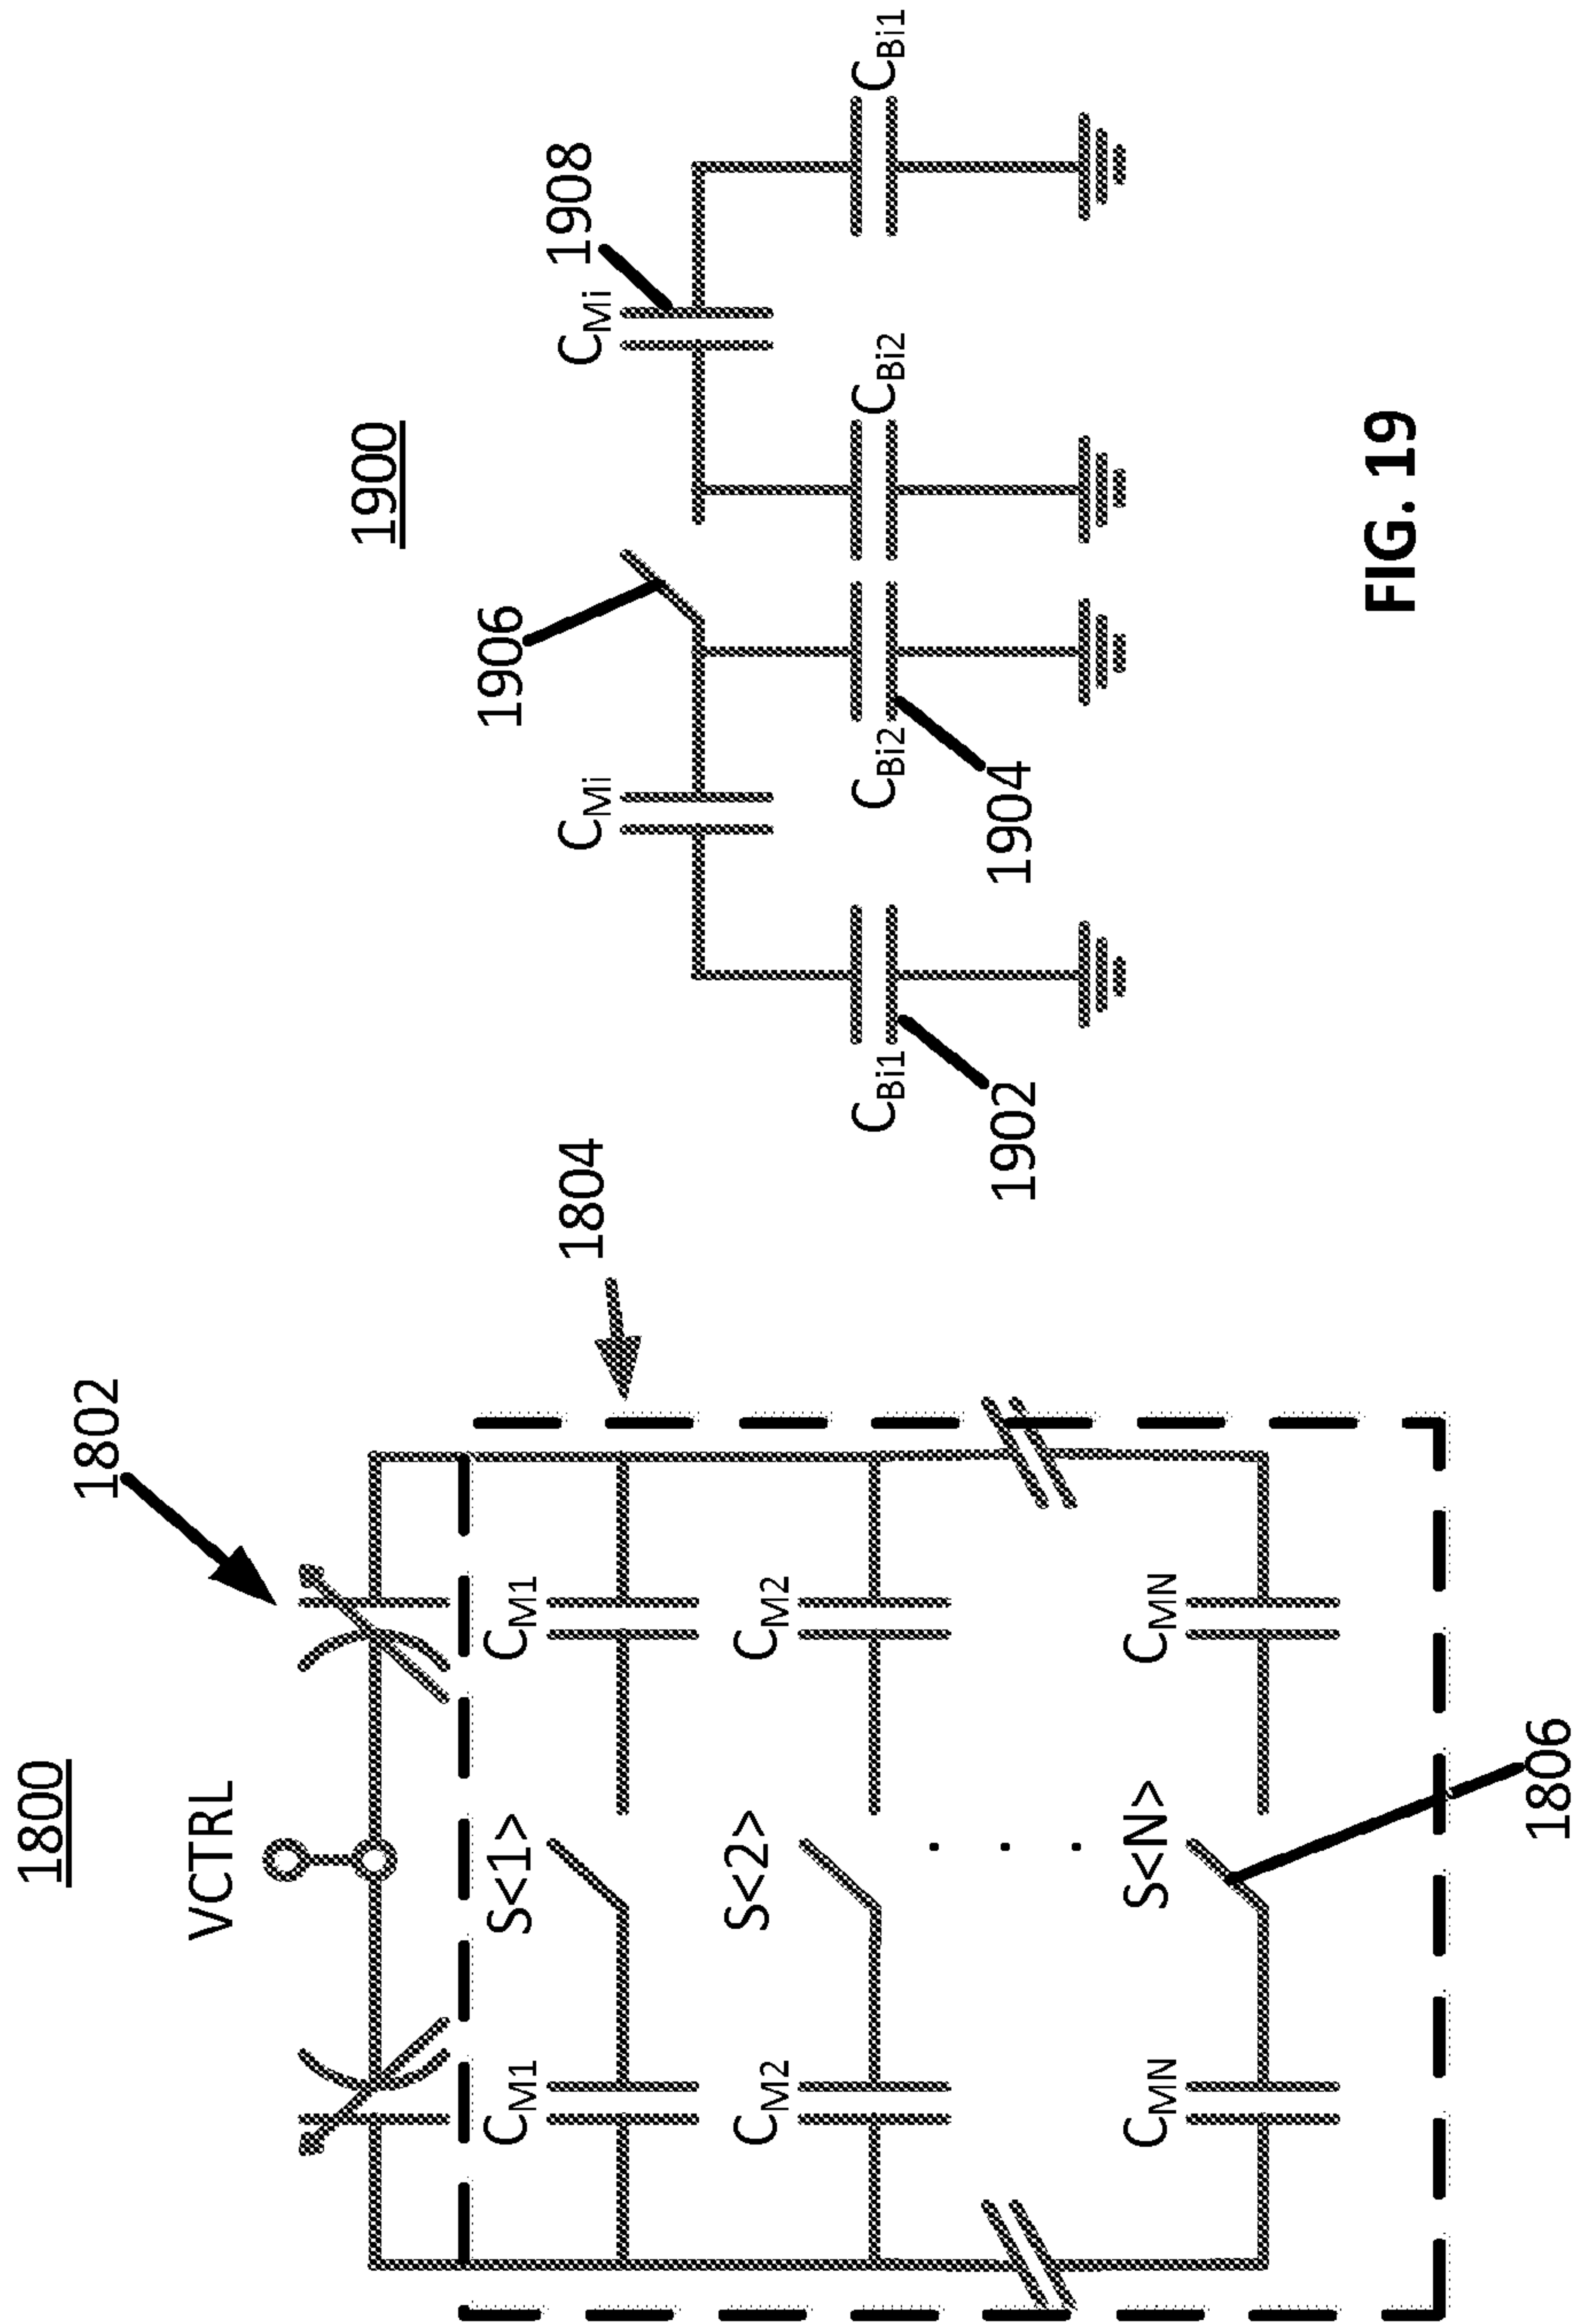 1800
1802
VCTRL
1804
S<1>
C_M1
C_M1
S<2>
C_M2
C_M2
. . .
S<N>
C_MN
C_MN
1806
1900
1906
1908
C_Mi
C_Mi
C_Bi1
C_Bi2
C_Bi2
C_Bi1
1902
1904
FIG. 19